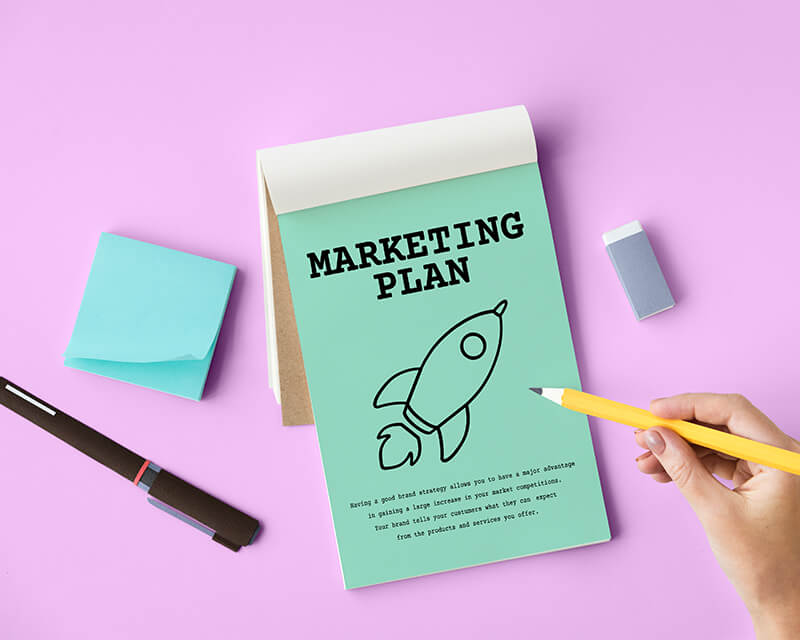 MARKETING
PLAN
Having a good brand strategy allows you to have a major advantage
in gaining a large increase in your market competitions.
Your brand tells your custumers what they can expect
from the products and services you offer.